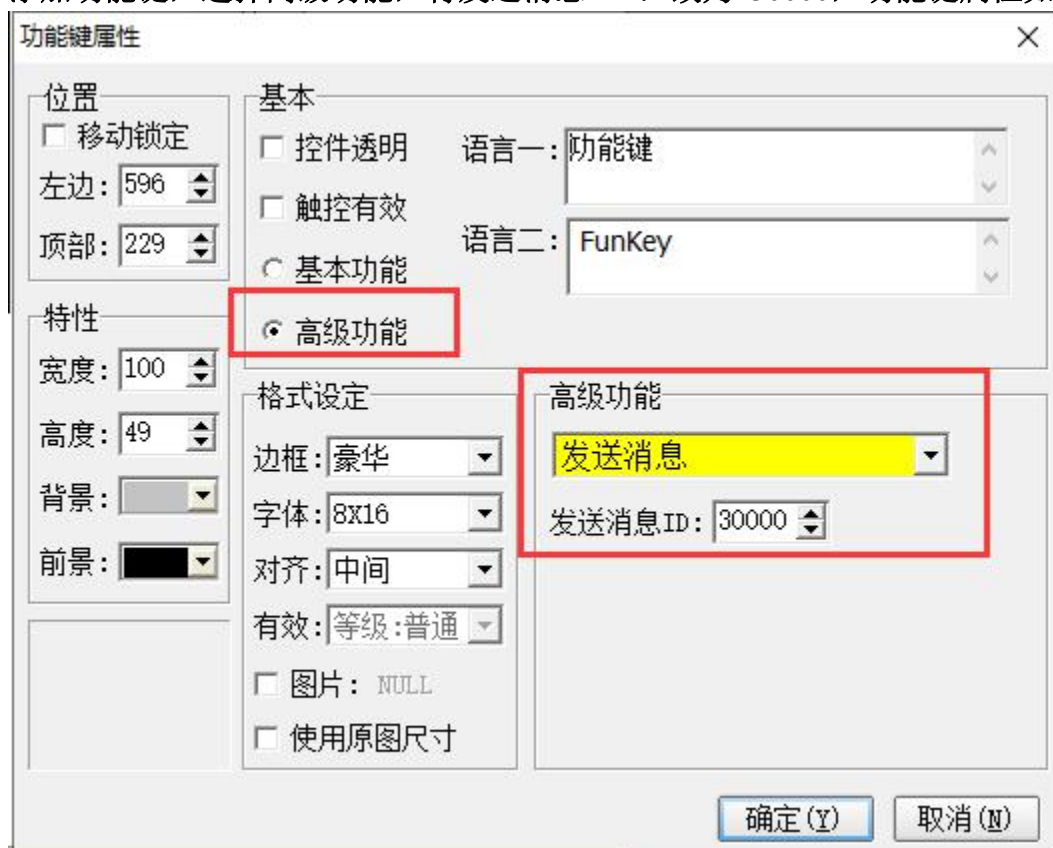 功能键属性
位置
移动锁定
左边: 596
顶部: 229
特性
宽度: 100
高度: 49
背景:
前景:
基本
控件透明
触控有效
基本功能
高级功能
语言一: 功能键
语言二: FunKey
格式设定
边框: 豪华
字体: 8X16
对齐: 中间
有效: 等级:普通
图片: NULL
使用原图尺寸
高级功能
发送消息
发送消息ID: 30000
确定(Y)
取消(N)